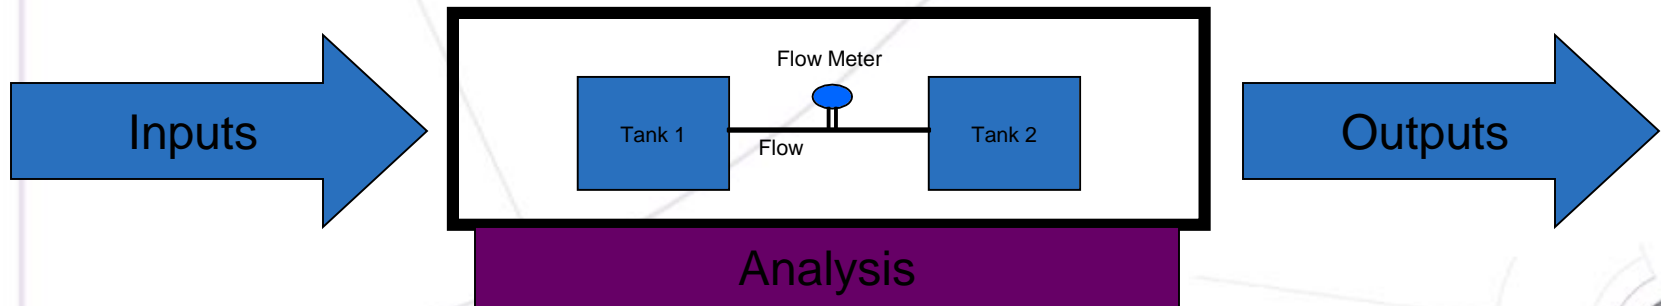 Flow Meter
Inputs
Tank 1
Flow
Tank 2
Outputs
Analysis